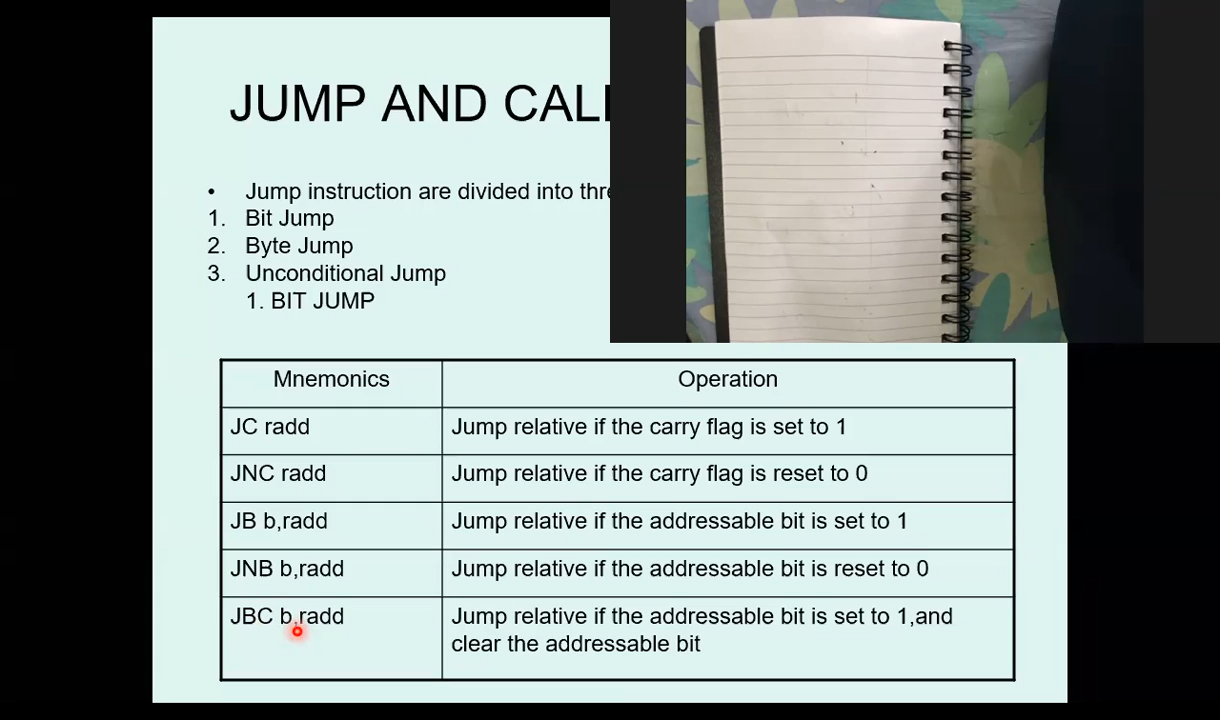 JUMP AND CALL
• Jump instruction are divided into thre
1. Bit Jump
2. Byte Jump
3. Unconditional Jump
1. BIT JUMP
Mnemonics Operation
JC radd Jump relative if the carry flag is set to 1
JNC radd Jump relative if the carry flag is reset to 0
JB b,radd Jump relative if the addressable bit is set to 1
JNB b,radd Jump relative if the addressable bit is reset to 0
JBC b,radd Jump relative if the addressable bit is set to 1,and
clear the addressable bit